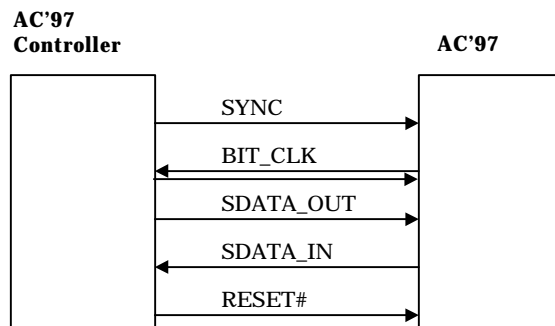 AC’97
Controller
AC’97
SYNC
BIT_CLK
SDATA_OUT
SDATA_IN
RESET#